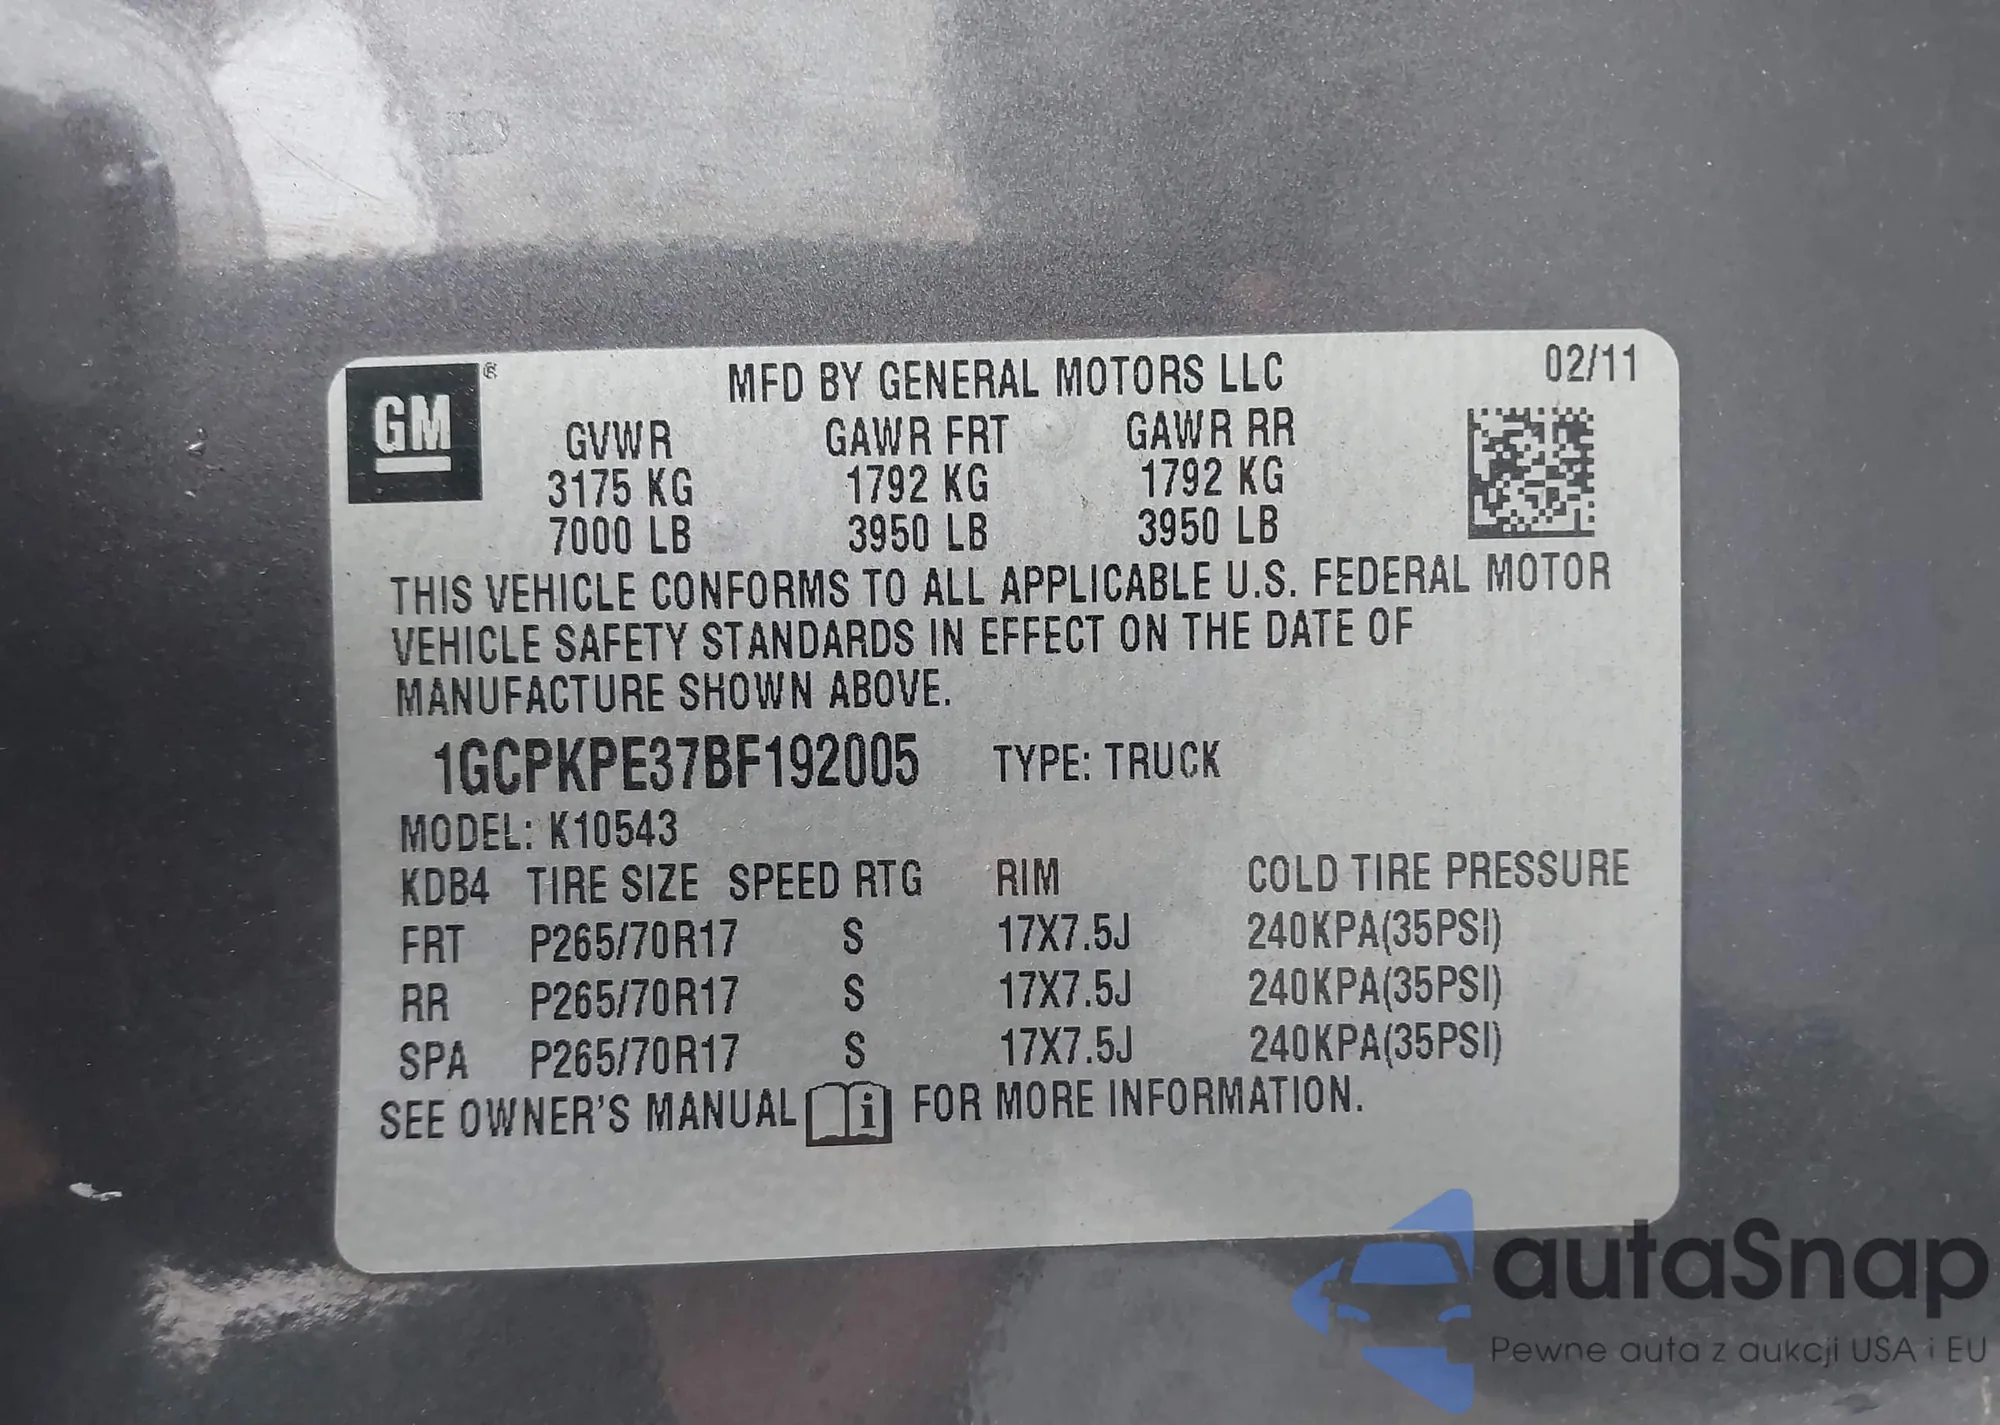 GM ®
MFD BY GENERAL MOTORS LLC 02/11
GVWR GAWR FRT GAWR RR
3175 KG 1792 KG 1792 KG
7000 LB 3950 LB 3950 LB
THIS VEHICLE CONFORMS TO ALL APPLICABLE U.S. FEDERAL MOTOR
VEHICLE SAFETY STANDARDS IN EFFECT ON THE DATE OF
MANUFACTURE SHOWN ABOVE.
1GCPKPE37BF192005 TYPE: TRUCK
MODEL: K10543
KDB4 TIRE SIZE SPEED RTG RIM COLD TIRE PRESSURE
FRT P265/70R17 S 17X7.5J 240KPA(35PSI)
RR P265/70R17 S 17X7.5J 240KPA(35PSI)
SPA P265/70R17 S 17X7.5J 240KPA(35PSI)
SEE OWNER'S MANUAL i FOR MORE INFORMATION.
autaSnap
Pewne auta z aukcji USA i EU